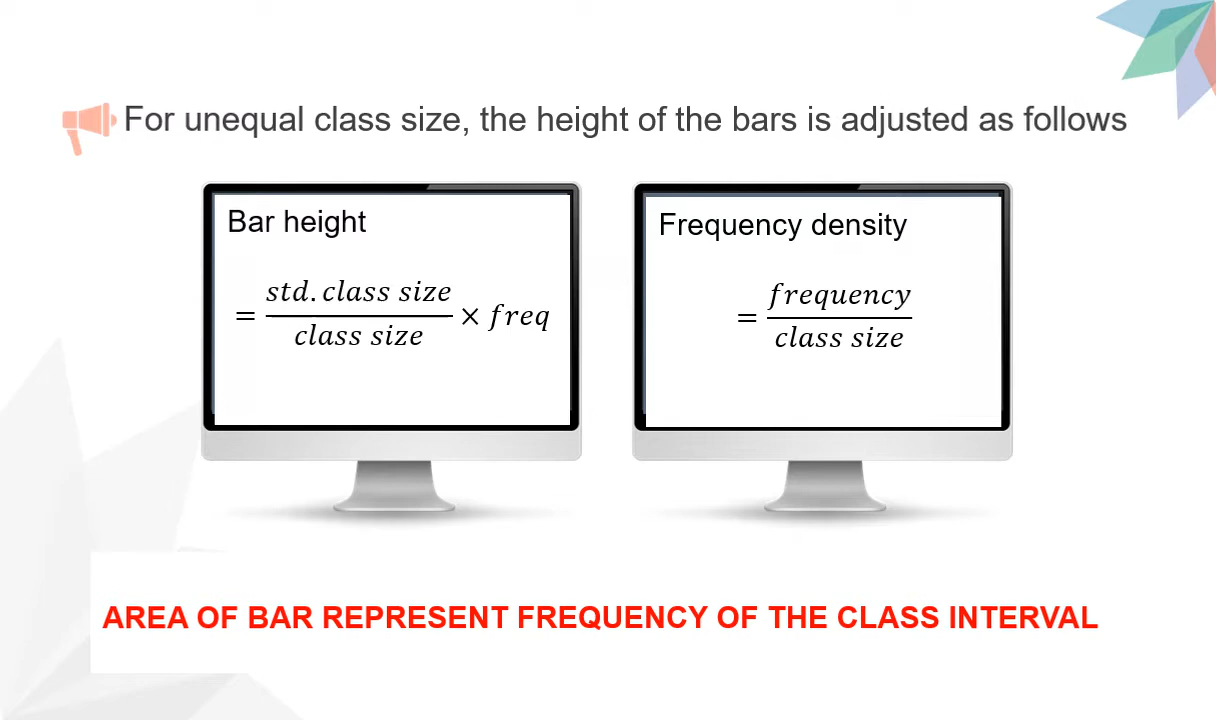 For unequal class size, the height of the bars is adjusted as follows
Bar height
= std. class size / class size × freq
Frequency density
= frequency / class size
AREA OF BAR REPRESENT FREQUENCY OF THE CLASS INTERVAL